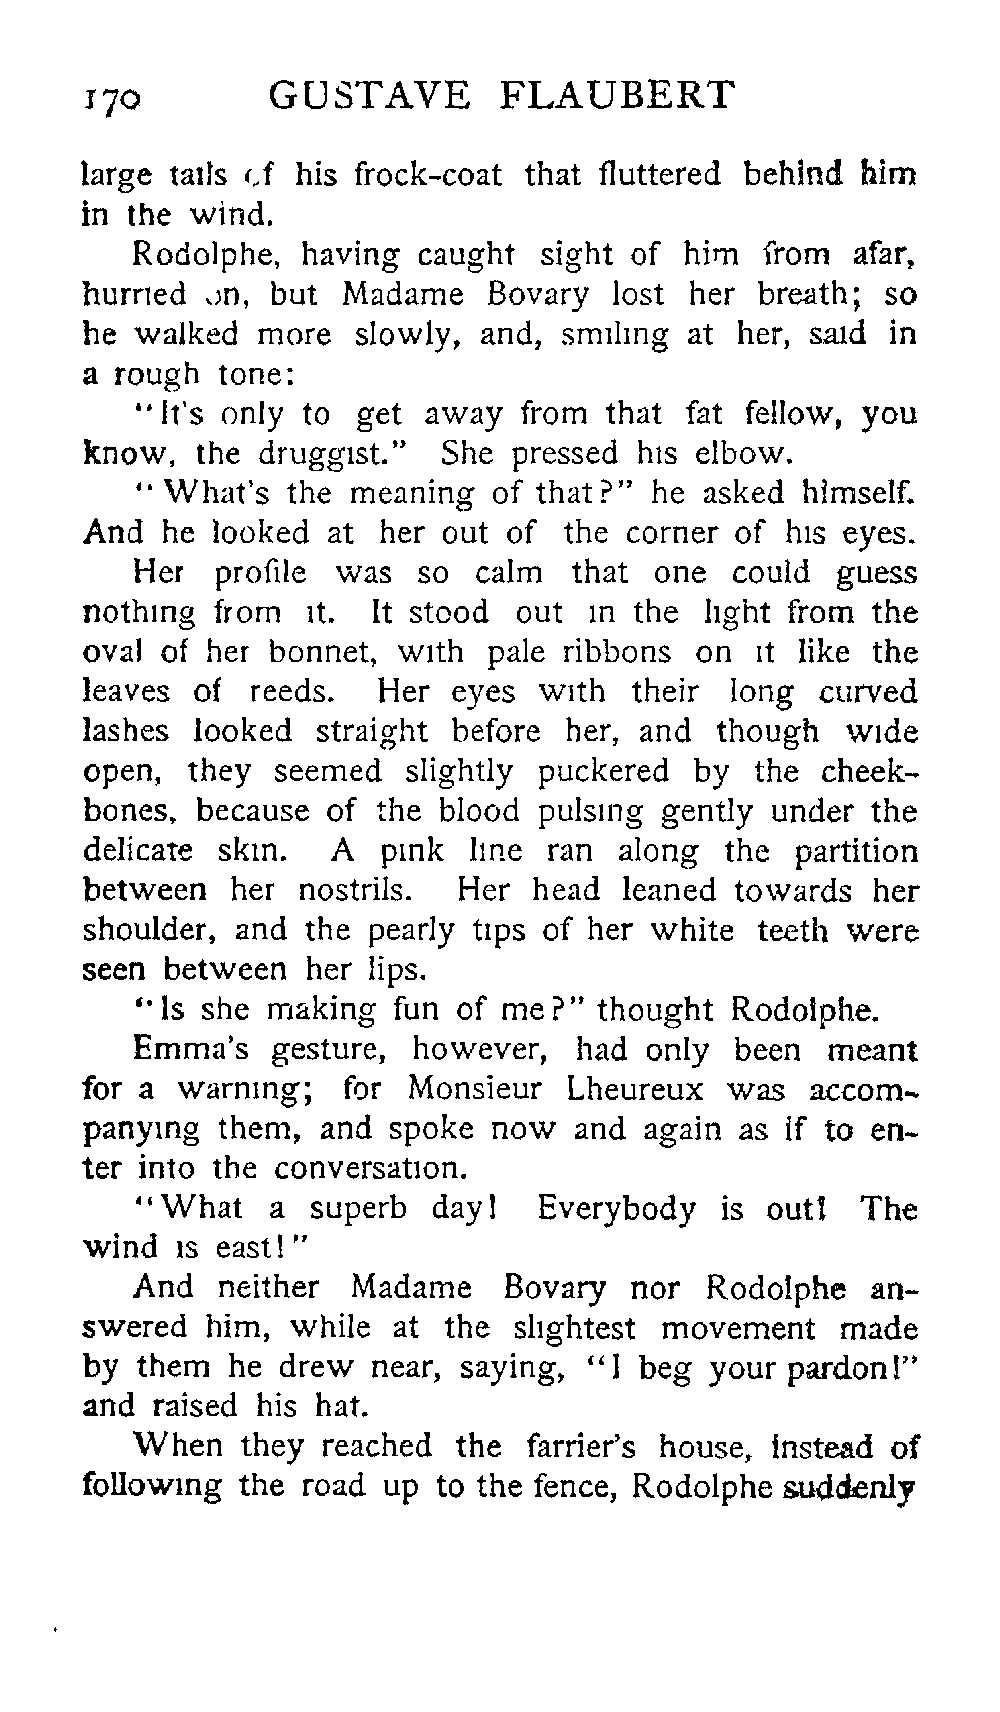 170 GUSTAVE FLAUBERT
large tails of his frock-coat that fluttered behind him
in the wind.
Rodolphe, having caught sight of him from afar,
hurried on, but Madame Bovary lost her breath; so
he walked more slowly, and, smiling at her, said in
a rough tone:
"It's only to get away from that fat fellow, you
know, the druggist." She pressed his elbow.
"What's the meaning of that?" he asked himself.
And he looked at her out of the corner of his eyes.
Her profile was so calm that one could guess
nothing from it. It stood out in the light from the
oval of her bonnet, with pale ribbons on it like the
leaves of reeds. Her eyes with their long curved
lashes looked straight before her, and though wide
open, they seemed slightly puckered by the cheek-
bones, because of the blood pulsing gently under the
delicate skin. A pink line ran along the partition
between her nostrils. Her head leaned towards her
shoulder, and the pearly tips of her white teeth were
seen between her lips.
"Is she making fun of me?" thought Rodolphe.
Emma's gesture, however, had only been meant
for a warning; for Monsieur Lheureux was accom-
panying them, and spoke now and again as if to en-
ter into the conversation.
"What a superb day! Everybody is out! The
wind is east!"
And neither Madame Bovary nor Rodolphe an-
swered him, while at the slightest movement made
by them he drew near, saying, "I beg your pardon!"
and raised his hat.
When they reached the farrier's house, instead of
following the road up to the fence, Rodolphe suddenly